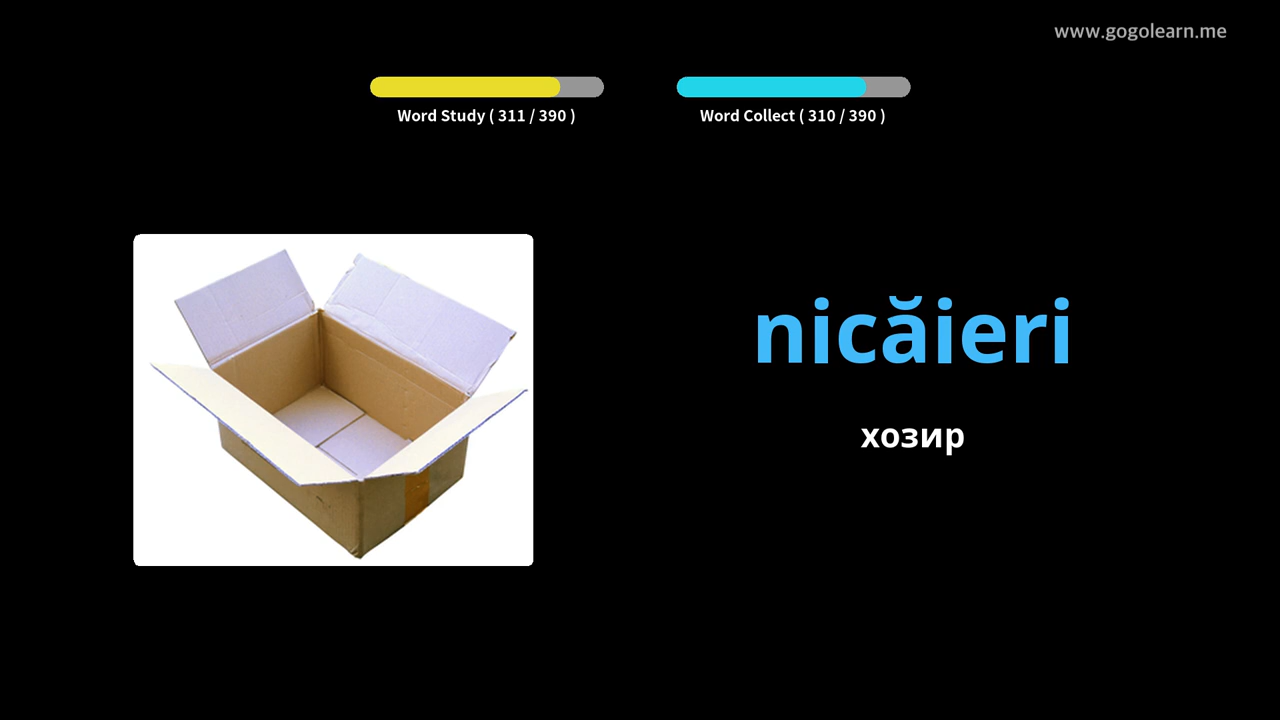 www.gogolearn.me
Word Study ( 311 / 390 )
Word Collect ( 310 / 390 )
nicăieri
хозир